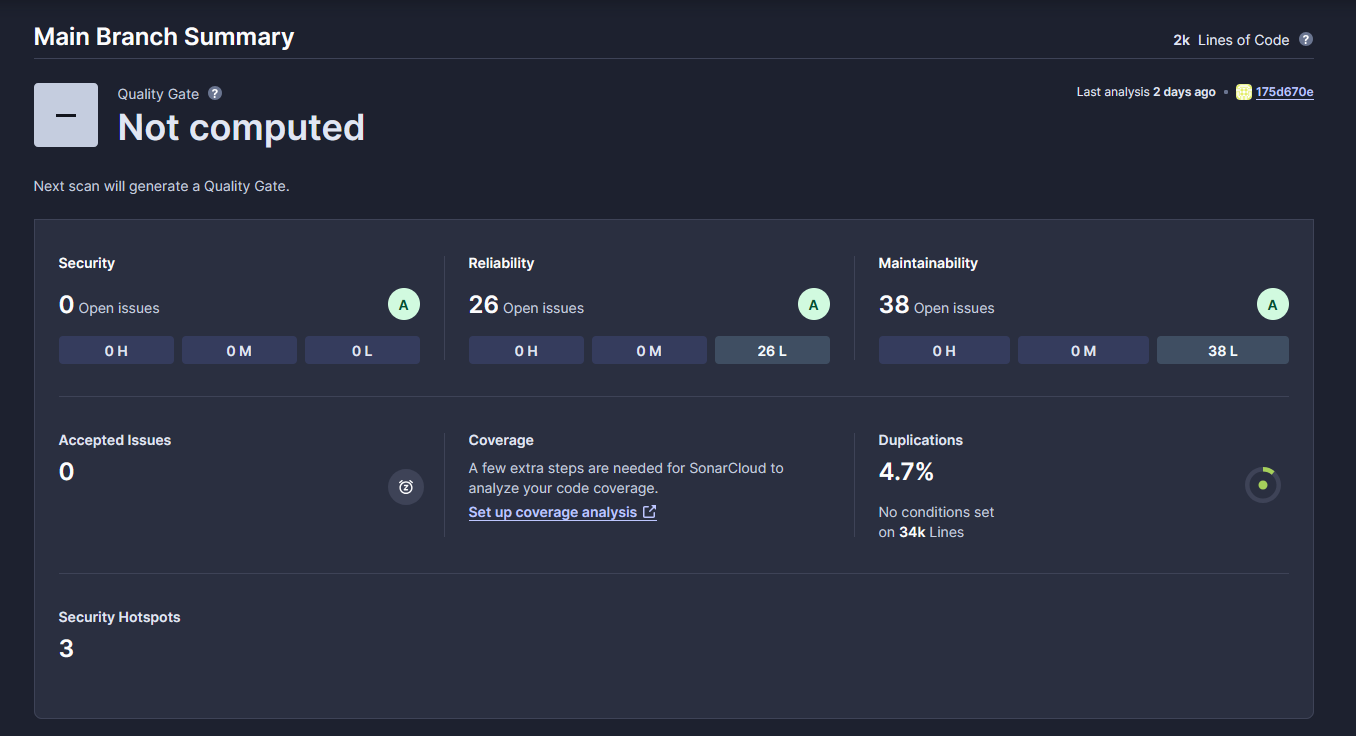 Main Branch Summary
2k Lines of Code ?
Quality Gate ?
Not computed
Last analysis 2 days ago • 175d670e
Next scan will generate a Quality Gate.
Security
0 Open issues
A
0 H
0 M
0 L
Reliability
26 Open issues
A
0 H
0 M
26 L
Maintainability
38 Open issues
A
0 H
0 M
38 L
Accepted Issues
0
Coverage
A few extra steps are needed for SonarCloud to
analyze your code coverage.
Set up coverage analysis
Duplications
4.7%
No conditions set
on 34k Lines
Security Hotspots
3